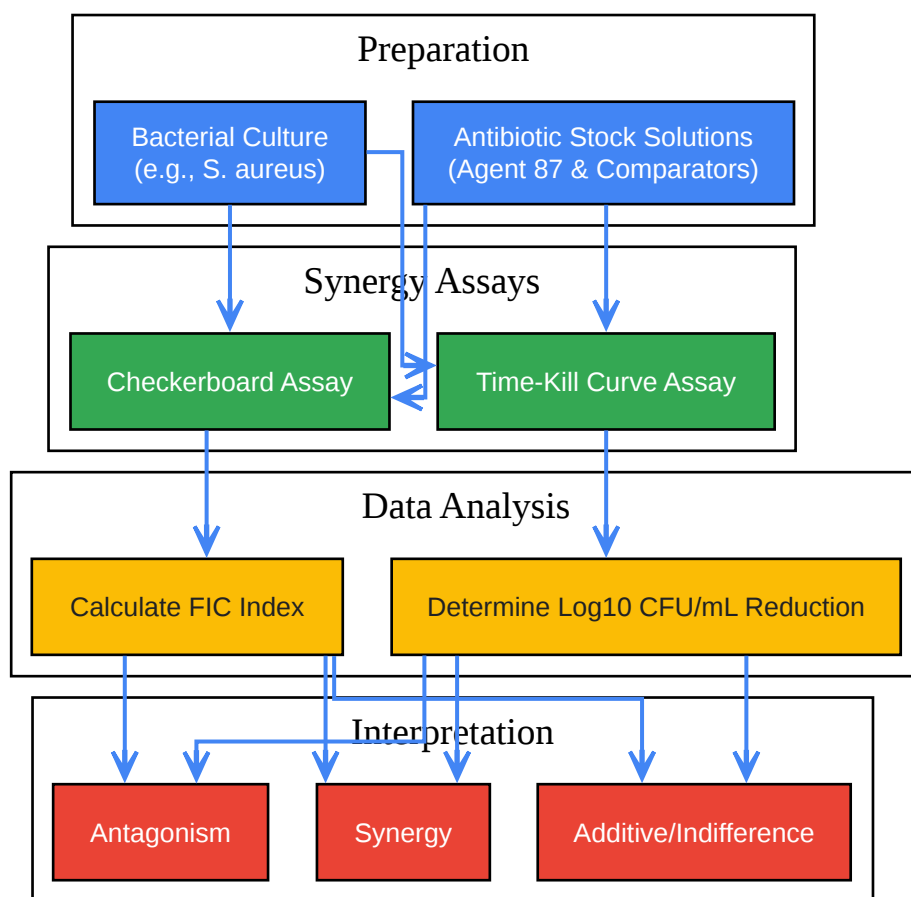 Preparation
Bacterial Culture
(e.g., S. aureus)
Antibiotic Stock Solutions
(Agent 87 & Comparators)
Synergy Assays
Checkerboard Assay
Time-Kill Curve Assay
Data Analysis
Calculate FIC Index
Determine Log10 CFU/mL Reduction
Interpretation
Antagonism
Synergy
Additive/Indifference